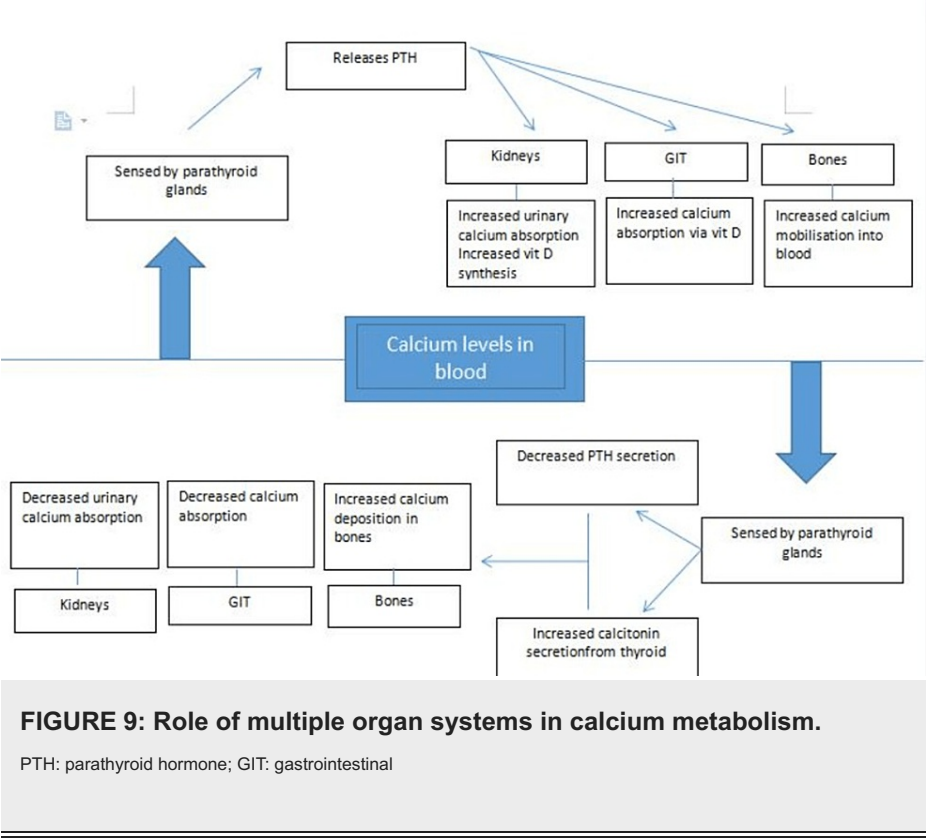 Releases PTH
Sensed by parathyroid
glands
Kidneys
GIT
Bones
Increased urinary
calcium absorption
Increased vit D
synthesis
Increased calcium
absorption via vit D
Increased calcium
mobilisation into
blood
Calcium levels in
blood
Decreased PTH secretion
Decreased urinary
calcium absorption
Decreased calcium
absorption
Increased calcium
deposition in
bones
Sensed by parathyroid
glands
Kidneys
GIT
Bones
Increased calcitonin
secretionfrom thyroid
FIGURE 9: Role of multiple organ systems in calcium metabolism.
PTH: parathyroid hormone; GIT: gastrointestinal